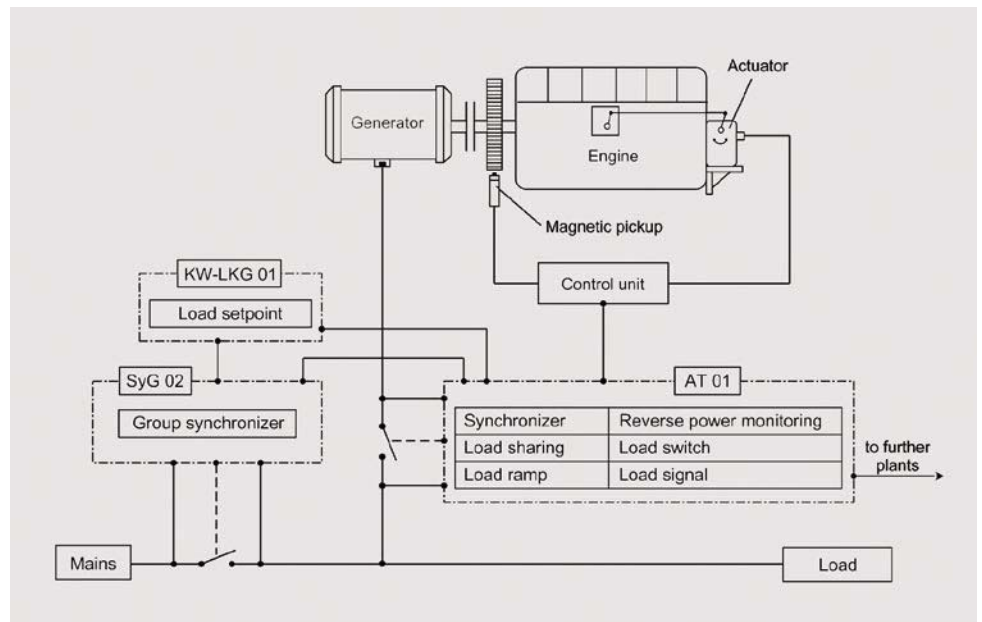 Actuator
Generator
Engine
Magnetic pickup
KW-LKG 01
Control unit
Load setpoint
SyG 02
AT 01
Group synchronizer
Synchronizer
Reverse power monitoring
Load sharing
Load switch
Load ramp
Load signal
to further
plants
Mains
Load